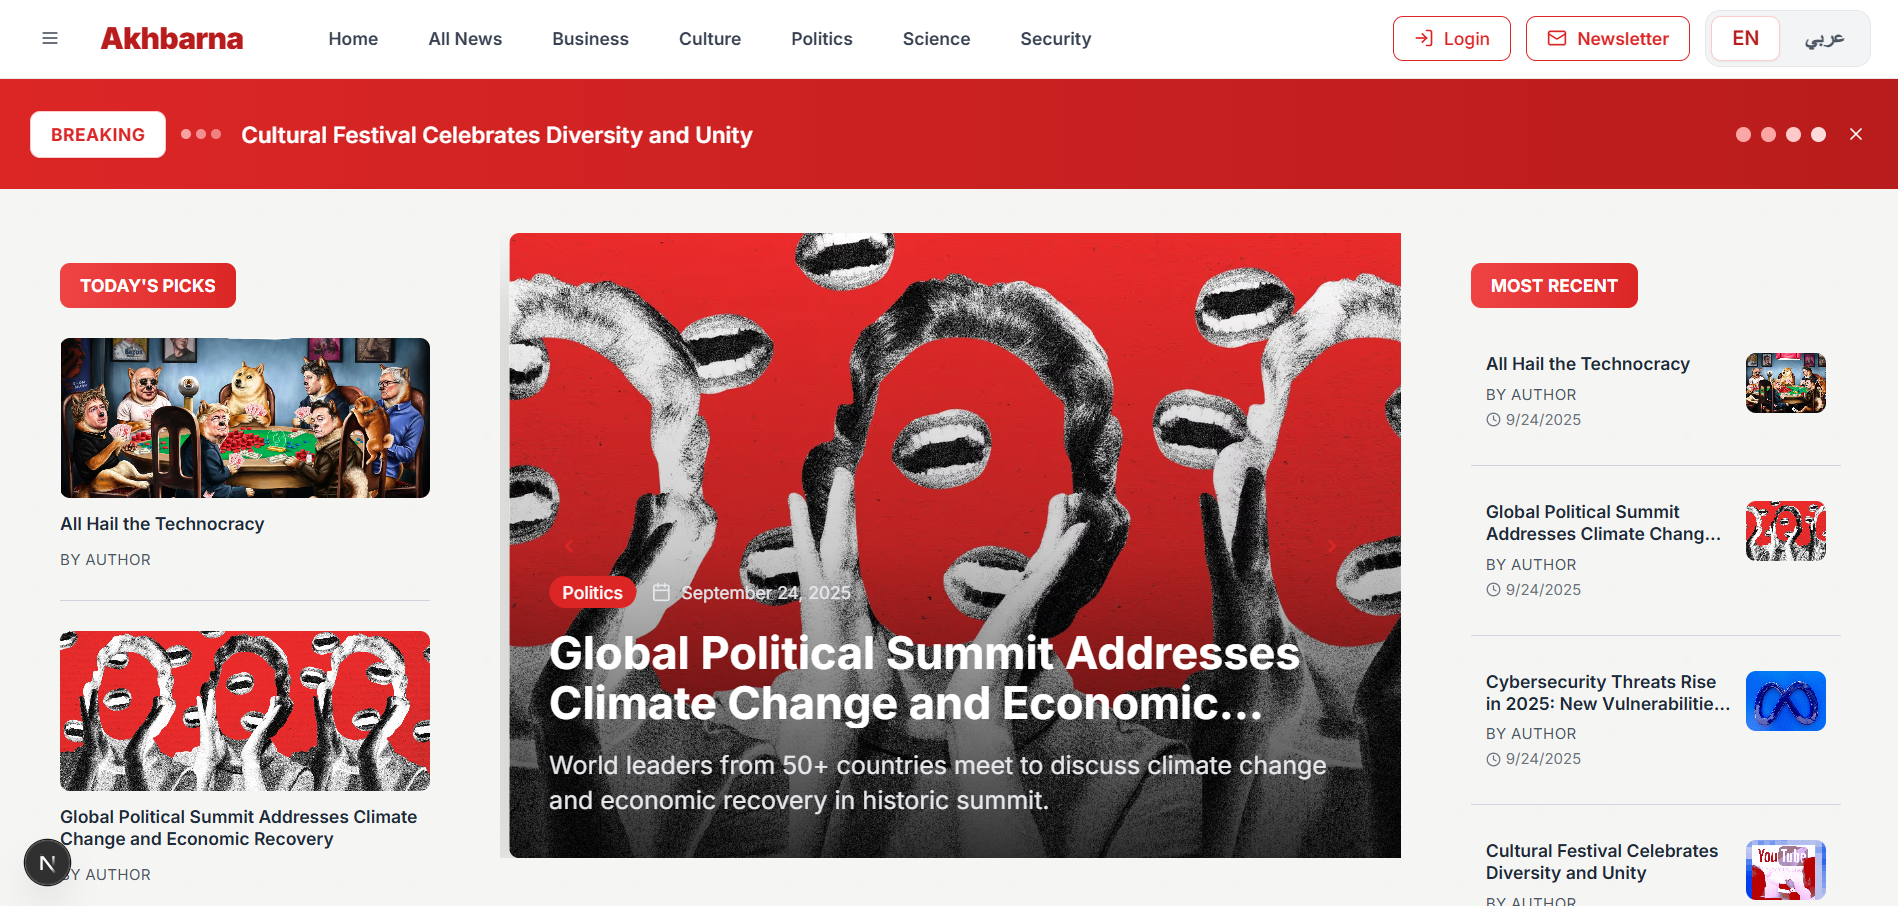 Akhbarna
Home
All News
Business
Culture
Politics
Science
Security
Login
Newsletter
EN
عربي
BREAKING
Cultural Festival Celebrates Diversity and Unity
TODAY'S PICKS
All Hail the Technocracy
BY AUTHOR
Global Political Summit Addresses Climate
Change and Economic Recovery
BY AUTHOR
N
Politics
September 24, 2025
Global Political Summit Addresses
Climate Change and Economic...
World leaders from 50+ countries meet to discuss climate change
and economic recovery in historic summit.
MOST RECENT
All Hail the Technocracy
BY AUTHOR
9/24/2025
Global Political Summit
Addresses Climate Chang...
BY AUTHOR
9/24/2025
Cybersecurity Threats Rise
in 2025: New Vulnerabilitie...
BY AUTHOR
9/24/2025
Cultural Festival Celebrates
Diversity and Unity
BY AUTHOR
YouTube